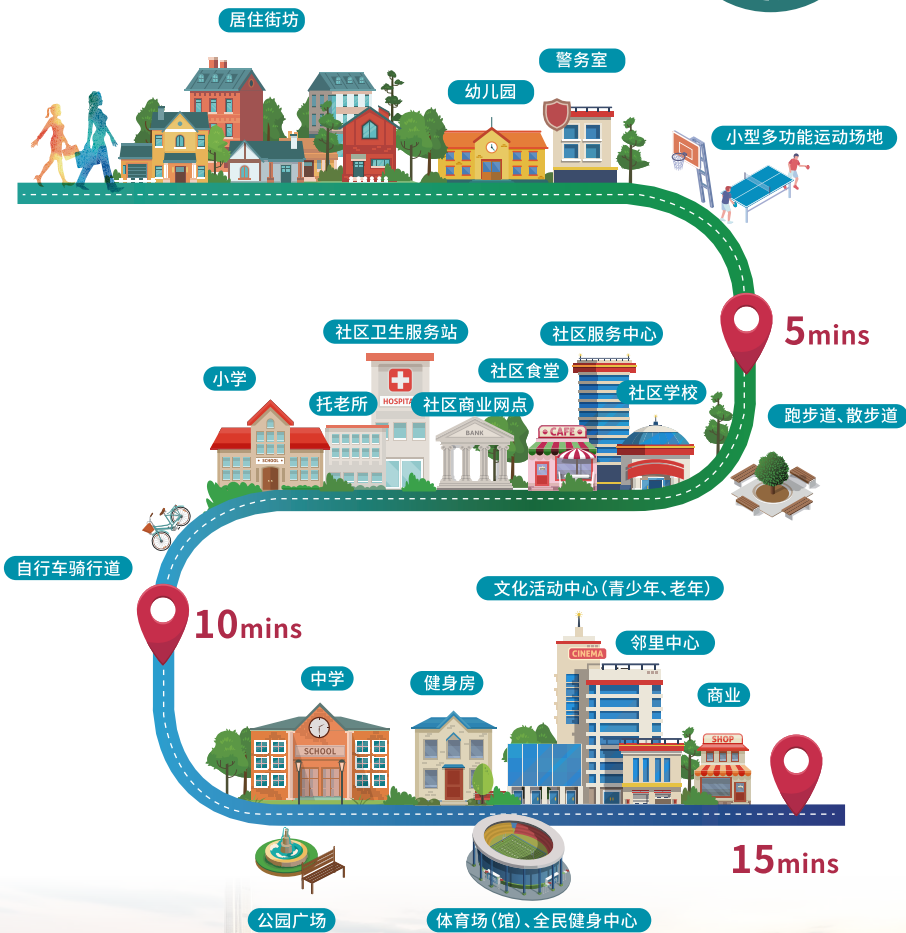 居住街坊
警务室
幼儿园
小型多功能运动场地
5mins
社区卫生服务站
社区服务中心
社区食堂
小学
社区学校
托老所
社区商业网点
HOSPITA
跑步道、散步道
BANK
CAFE
SCHOOL
自行车骑行道
10mins
文化活动中心(青少年、老年)
邻里中心
CINEMA
中学
健身房
商业
SHOP
SCHOOL
15mins
公园广场
体育场(馆)、全民健身中心